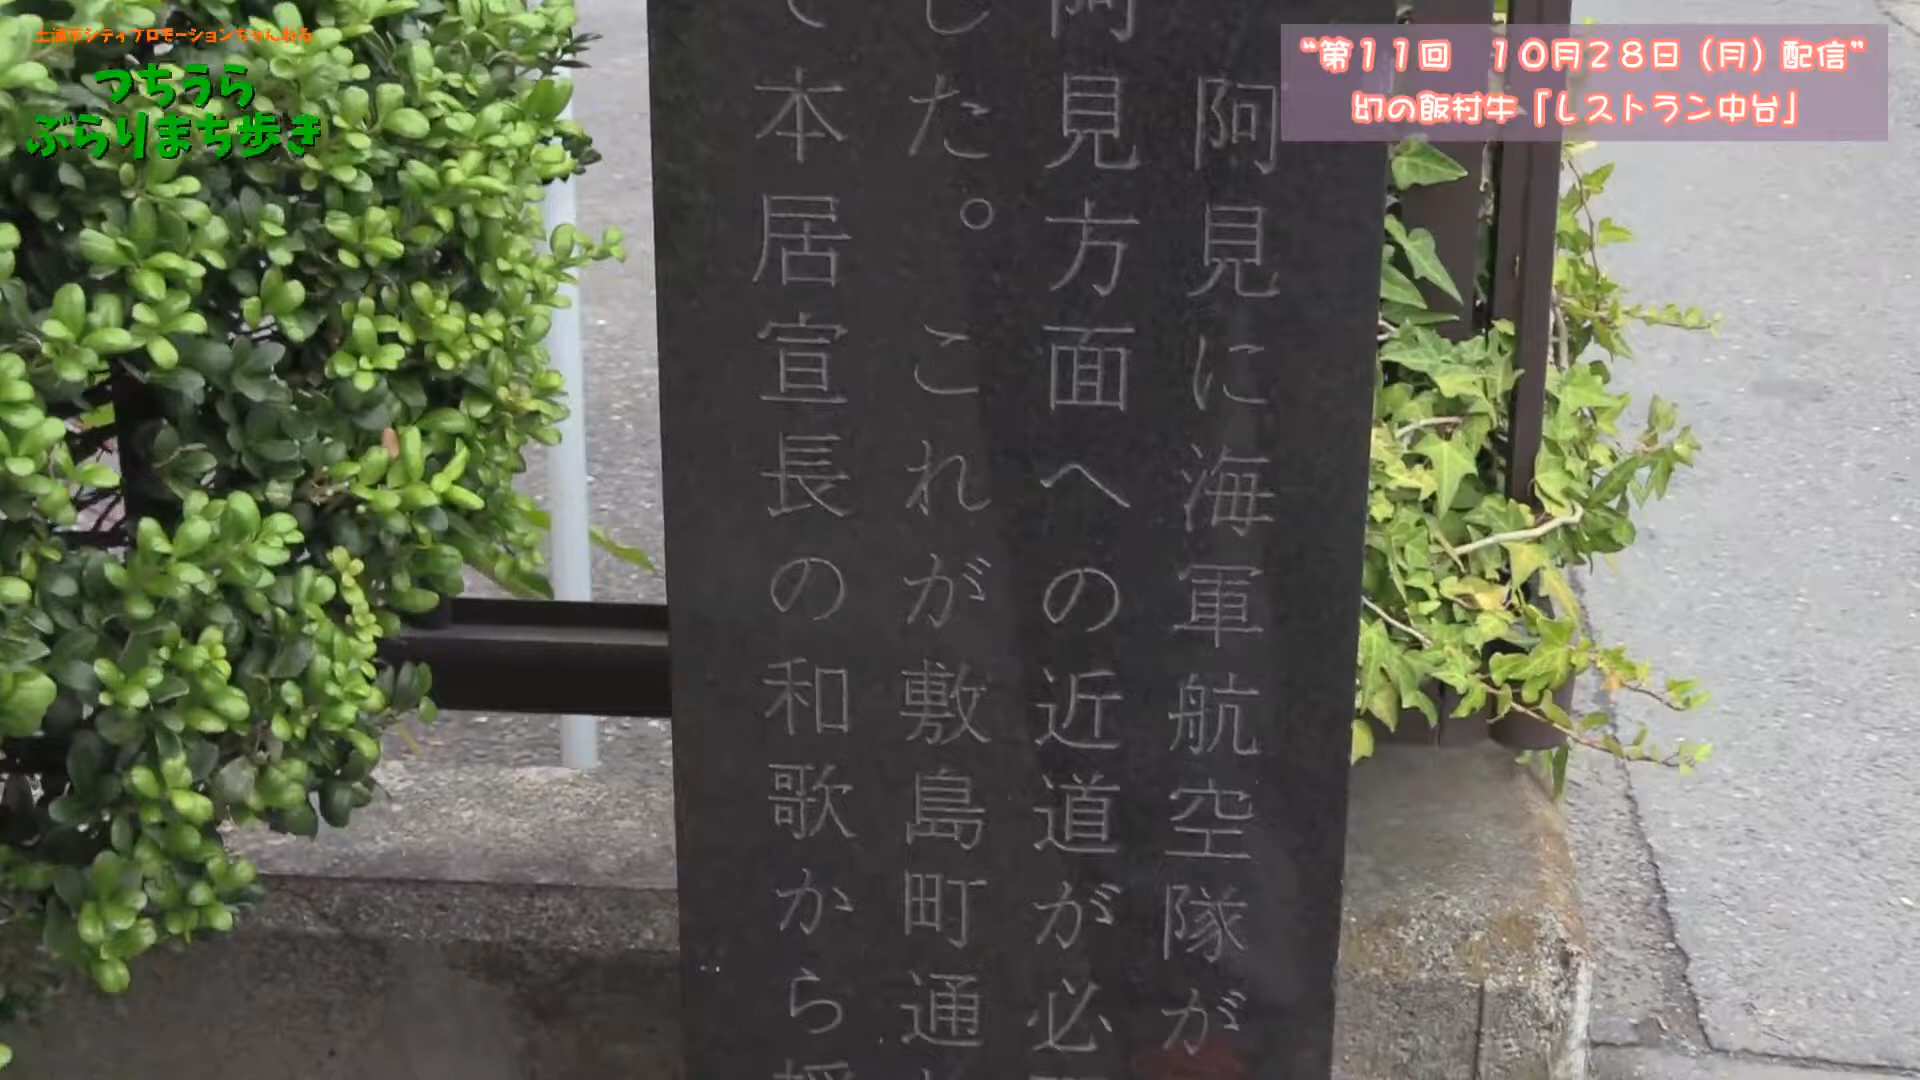 土浦市シティプロモーションちゃんねる
つちうら
ぶらりまち歩き
“第11回　10月28日（月）配信”
幻の飯村牛「レストラン中台」
阿見に海軍航空隊が
阿見方面への近道が必
した。これが敷島町通
て本居宣長の和歌から